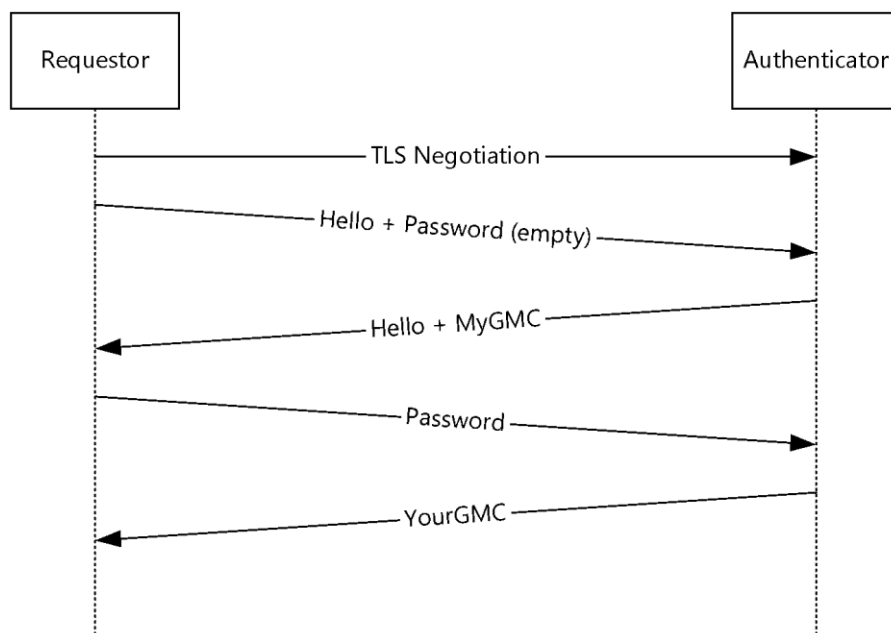 Requestor
Authenticator
TLS Negotiation
Hello + Password (empty)
Hello + MyGMC
Password
YourGMC